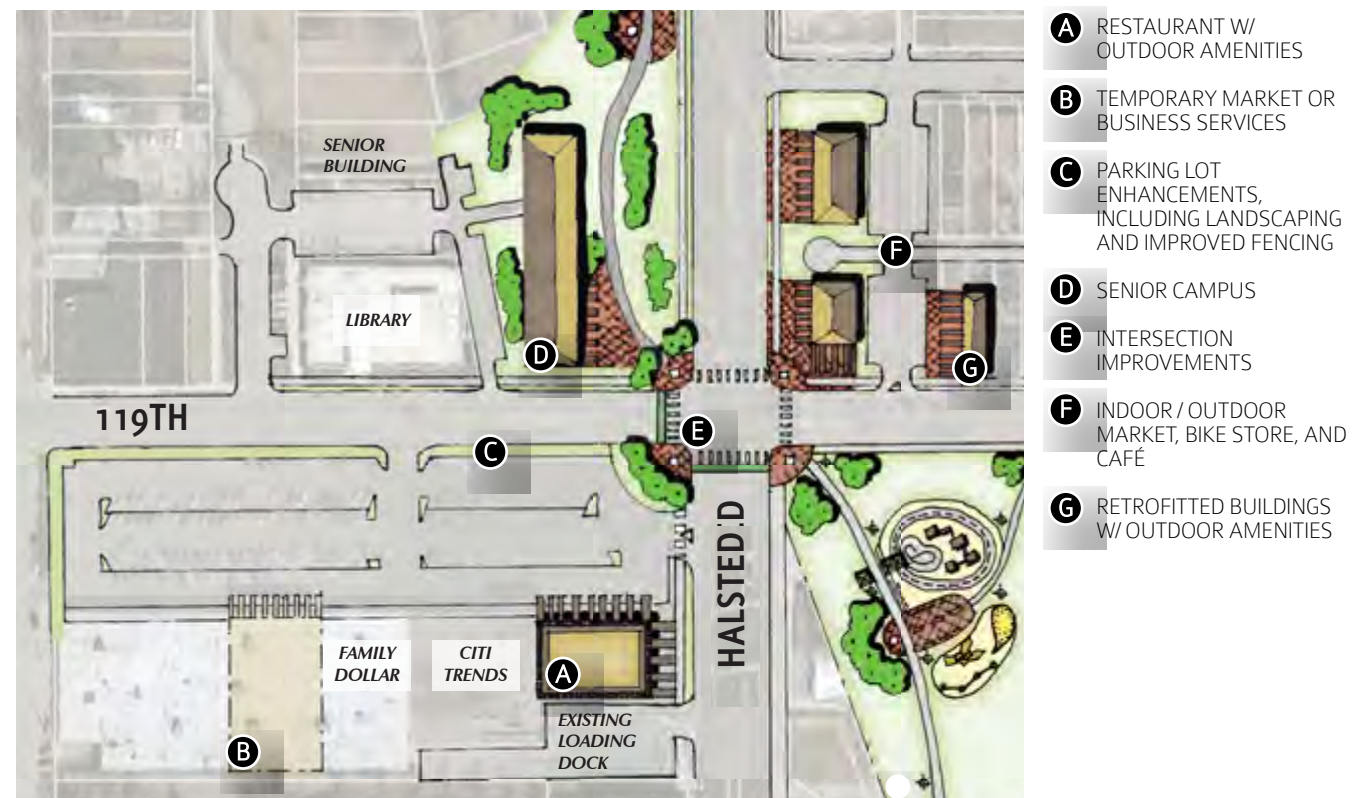 SENIOR
BUILDING
LIBRARY
F
D
G
119TH
E
C
HALSTED
FAMILY
DOLLAR
CITI
TRENDS
A
EXISTING
LOADING
DOCK
B
A RESTAURANT W/
OUTDOOR AMENITIES
B TEMPORARY MARKET OR
BUSINESS SERVICES
C PARKING LOT
ENHANCEMENTS,
INCLUDING LANDSCAPING
AND IMPROVED FENCING
D SENIOR CAMPUS
E INTERSECTION
IMPROVEMENTS
F INDOOR / OUTDOOR
MARKET, BIKE STORE, AND
CAFÉ
G RETROFITTED BUILDINGS
W/ OUTDOOR AMENITIES